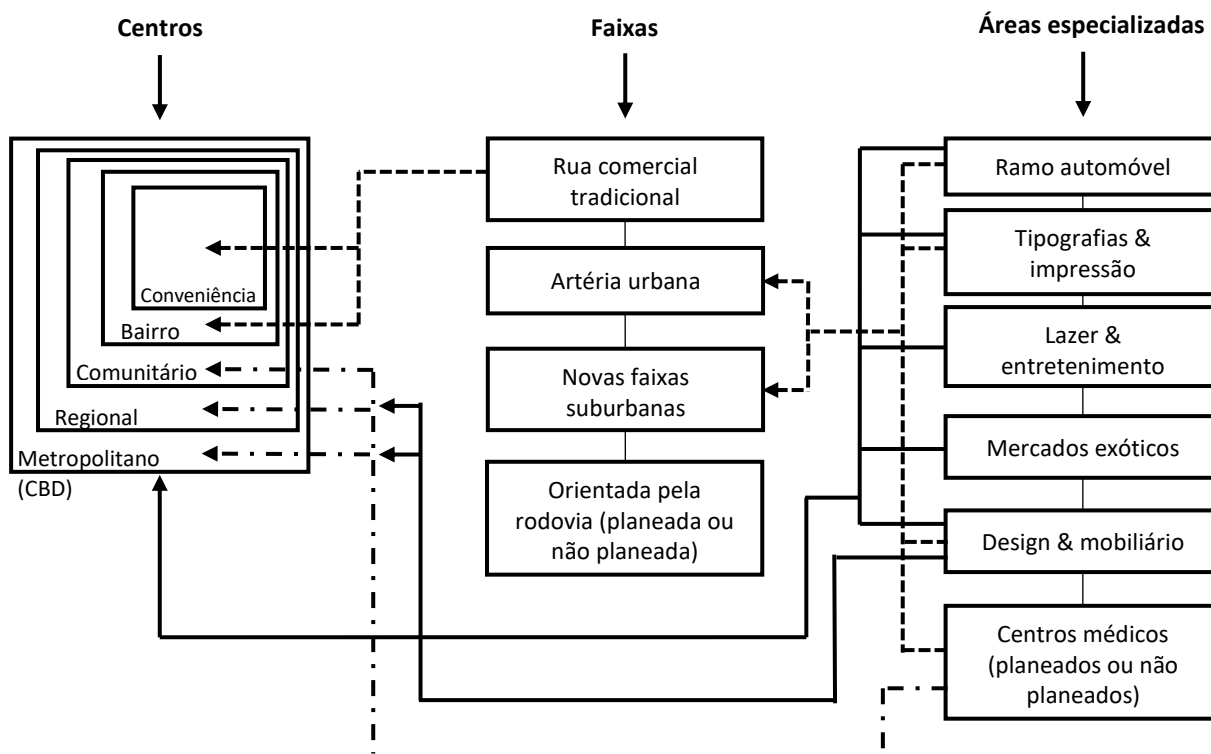 Centros
Faixas
Áreas especializadas
Conveniência
Bairro
Comunitário
Regional
Metropolitano
(CBD)
Rua comercial
tradicional
Artéria urbana
Novas faixas
suburbanas
Orientada pela
rodovia (planeada ou
não planeada)
Ramo automóvel
Tipografias &
impressão
Lazer &
entretenimento
Mercados exóticos
Design & mobiliário
Centros médicos
(planeados ou não
planeados)